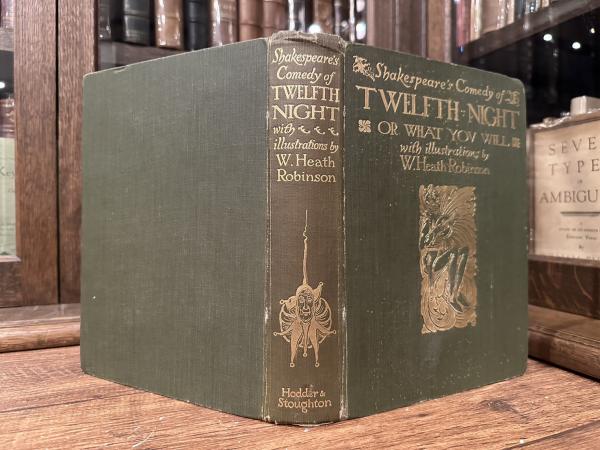 Shakespeare's
Comedy of
TWELFTH
NIGHT
with
illustrations by
W. Heath
Robinson
Hodder &
Stoughton
Shakespeare's Comedy of
TWELFTH · NIGHT
OR WHAT YOV WILL
with illustrations by
W. Heath Robinson
SEVE
TYPE
AMBIGU